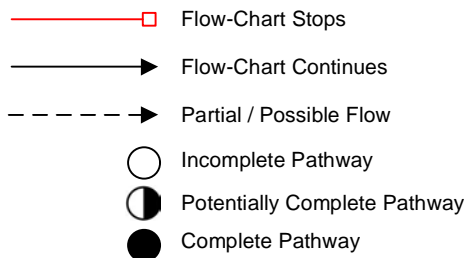 Flow-Chart Stops
Flow-Chart Continues
Partial / Possible Flow
Incomplete Pathway
Potentially Complete Pathway
Complete Pathway